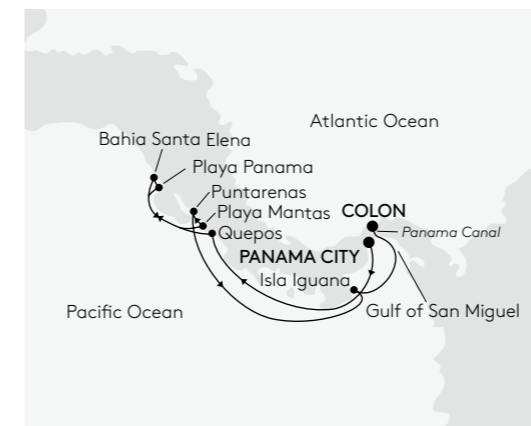 Atlantic Ocean
Bahia Santa Elena
Playa Panama
Puntarenas
Playa Mantas
COLON
Panama Canal
Quepos
PANAMA CITY
Isla Iguana
Gulf of San Miguel
Pacific Ocean